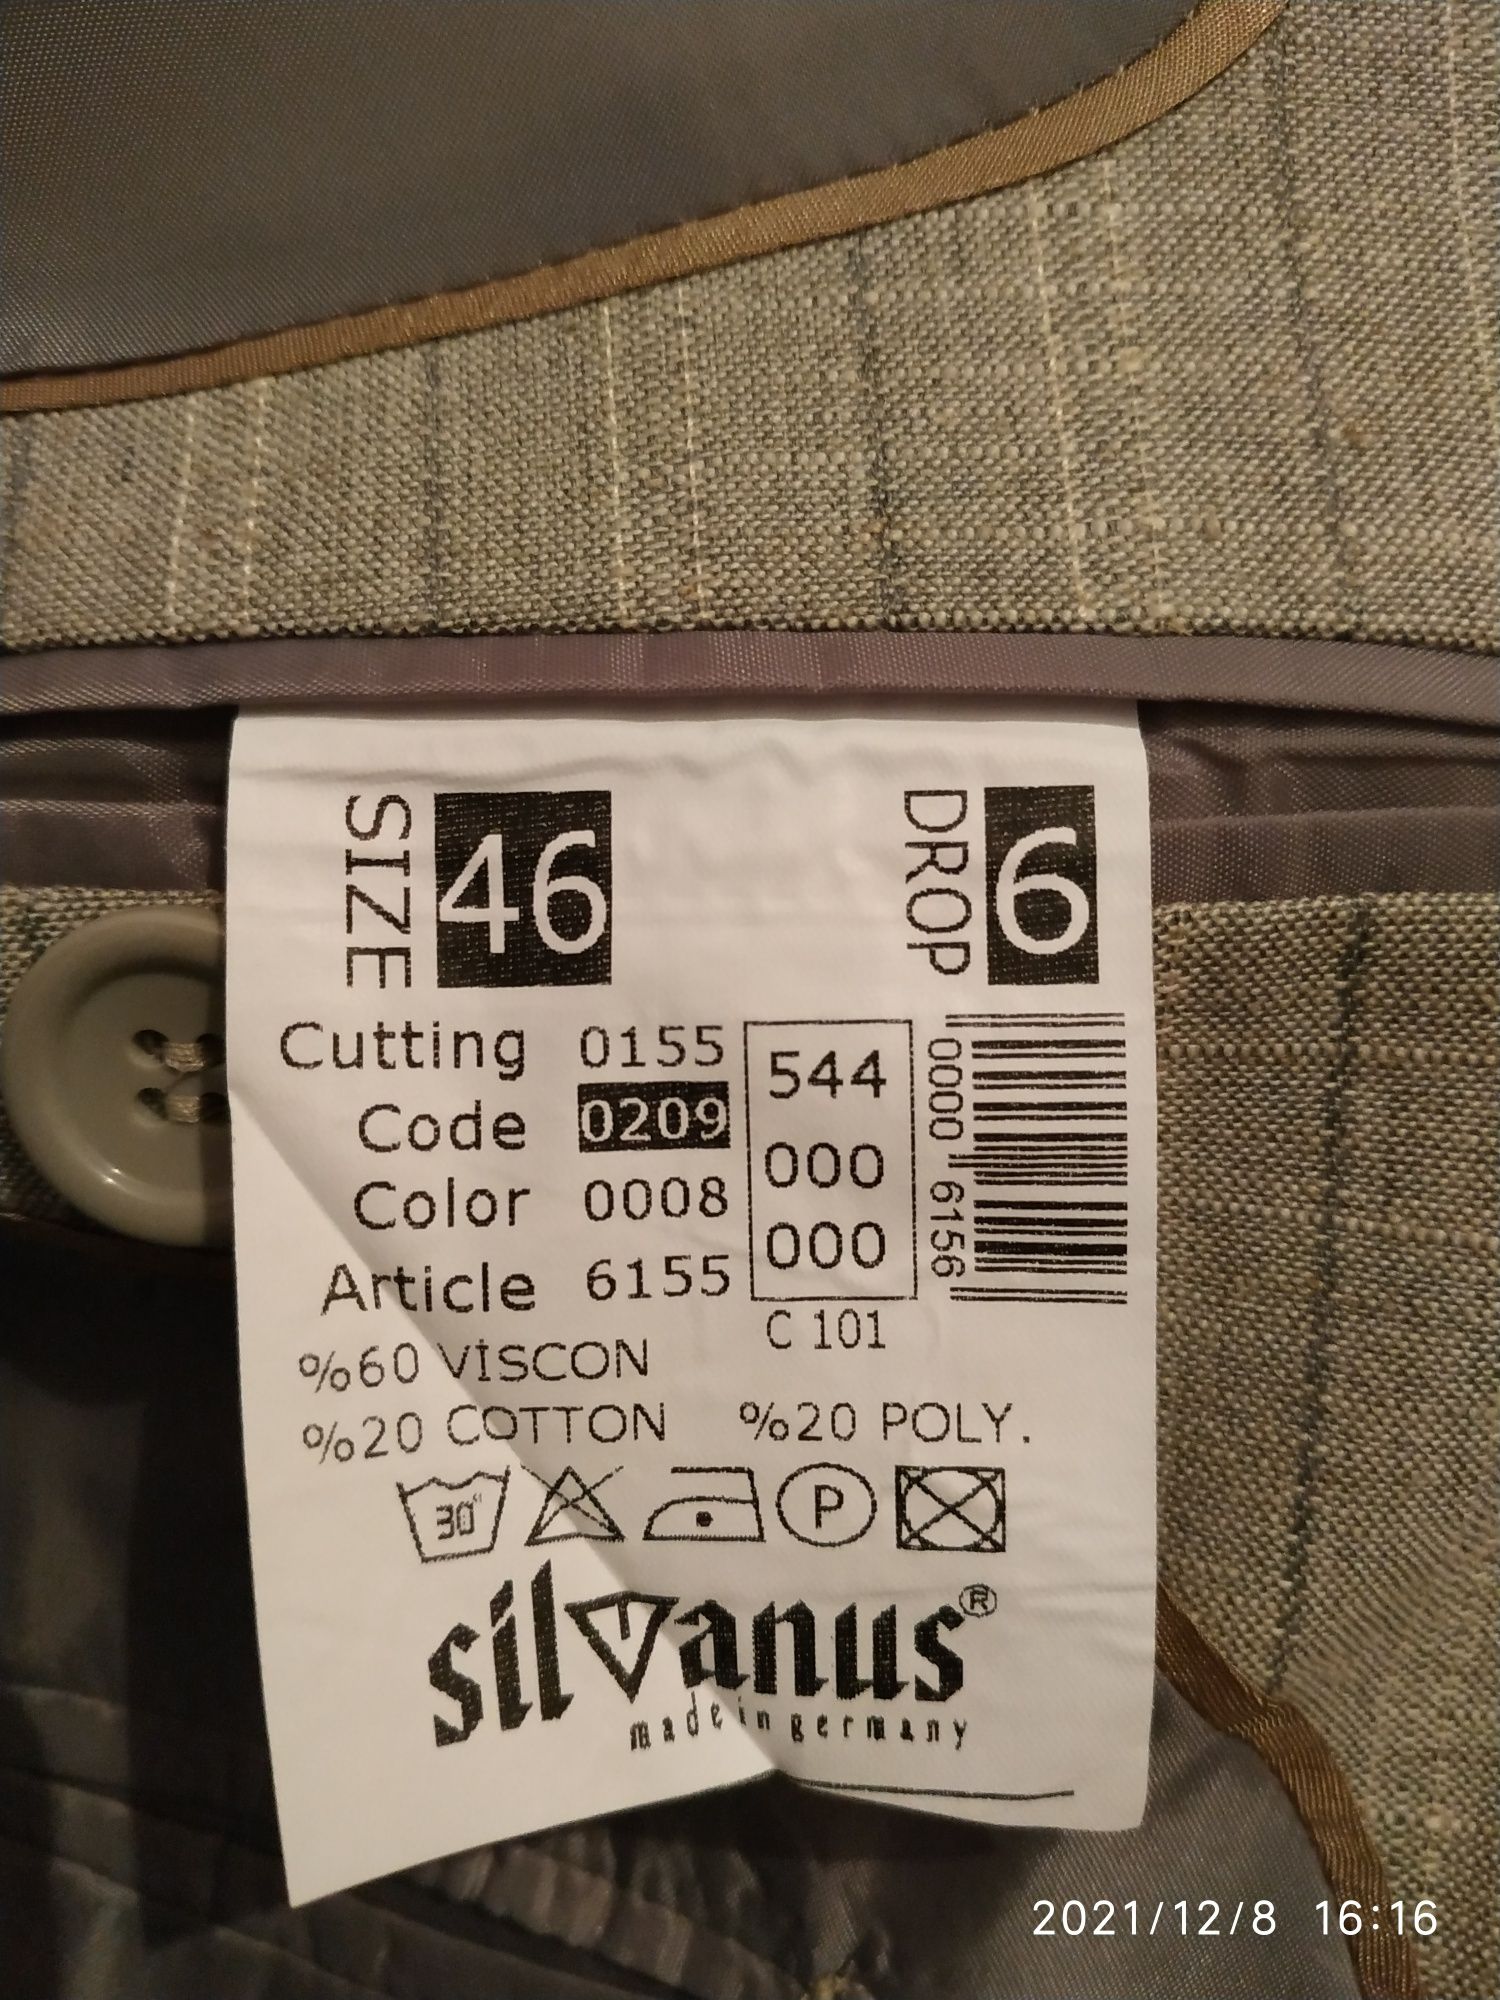 SIZE 46 DROP 6
Cutting 0155
Code 0209
Color 0008
Article 6155
544
000
000
C 101
0000 6156
%60 VİSCON
%20 COTTON %20 POLY.
30° P
silvanus®
made in germany
2021/12/8 16:16